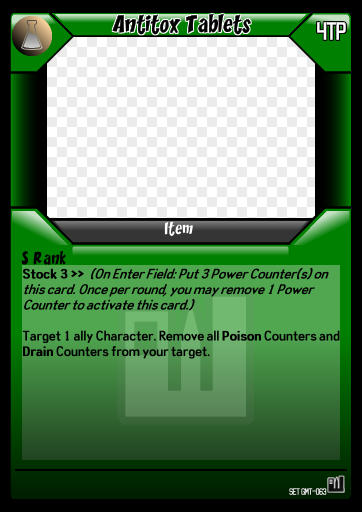 Antitox Tablets
4TP
Item
S Rank
Stock 3 >> (On Enter Field: Put 3 Power Counter(s) on
this card. Once per round, you may remove 1 Power
Counter to activate this card.)
Target 1 ally Character. Remove all Poison Counters and
Drain Counters from your target.
SET GMT-063